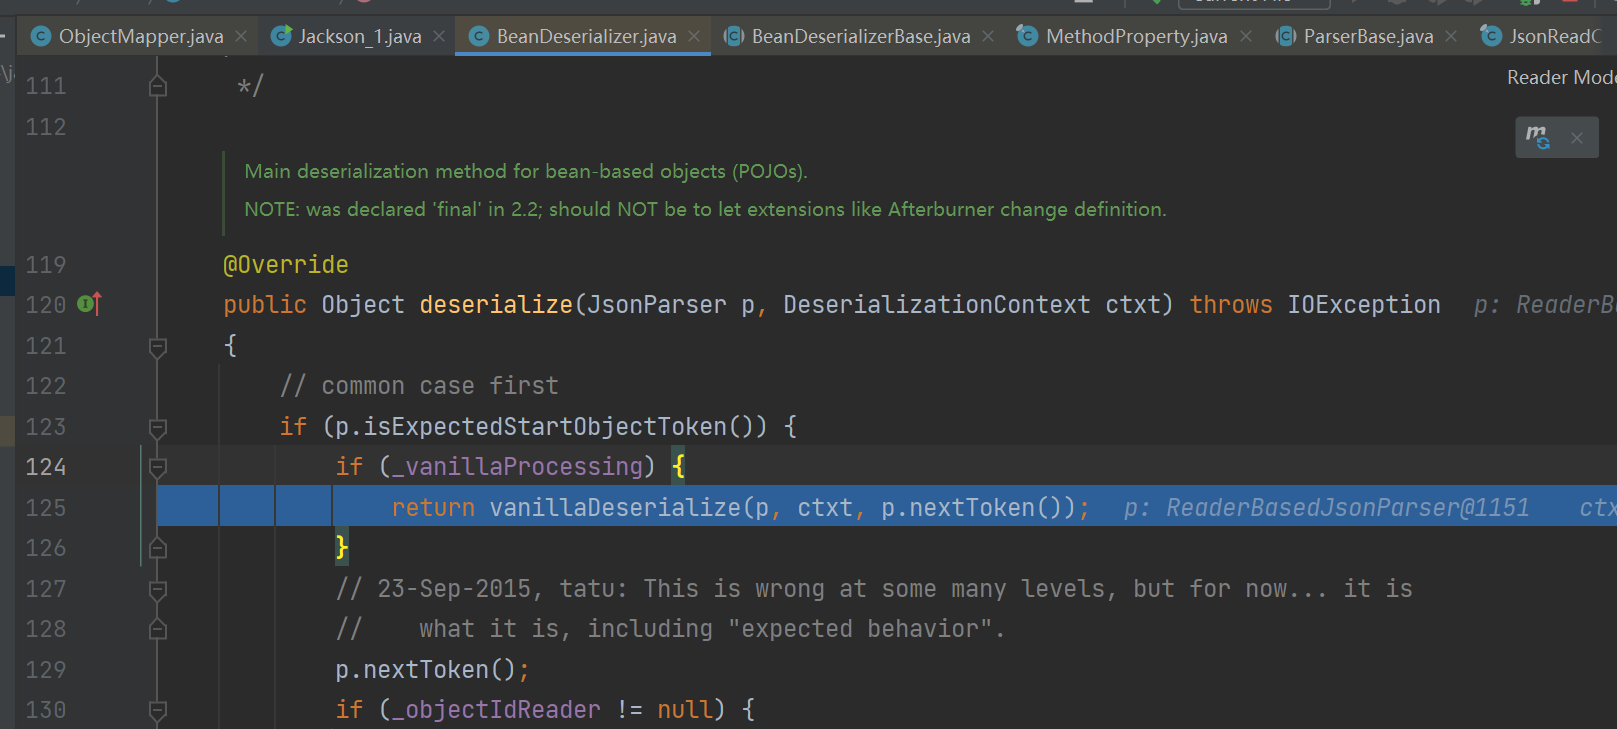 ObjectMapper.java Jackson_1.java BeanDeserializer.java BeanDeserializerBase.java MethodProperty.java ParserBase.java JsonReadC
Reader Mode
111 */
112
Main deserialization method for bean-based objects (POJOs).
NOTE: was declared 'final' in 2.2; should NOT be to let extensions like Afterburner change definition.
119 @Override
120 public Object deserialize(JsonParser p, DeserializationContext ctxt) throws IOException p: ReaderB
121 {
122 // common case first
123 if (p.isExpectedStartObjectToken()) {
124 if (_vanillaProcessing) {
125 return vanillaDeserialize(p, ctxt, p.nextToken()); p: ReaderBasedJsonParser@1151 ctx
126 }
127 // 23-Sep-2015, tatu: This is wrong at some many levels, but for now... it is
128 // what it is, including "expected behavior".
129 p.nextToken();
130 if (_objectIdReader != null) {